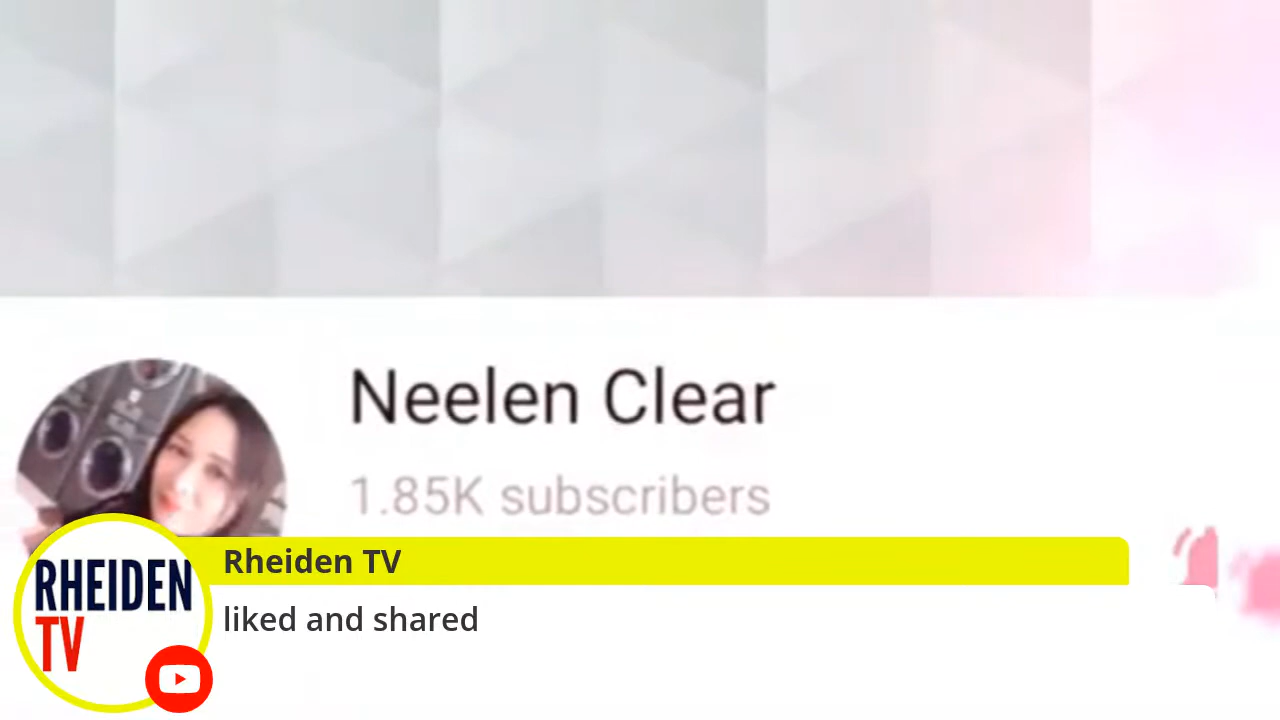 Neelen Clear
1.85K subscribers
Rheiden TV
liked and shared
RHEIDEN
TV